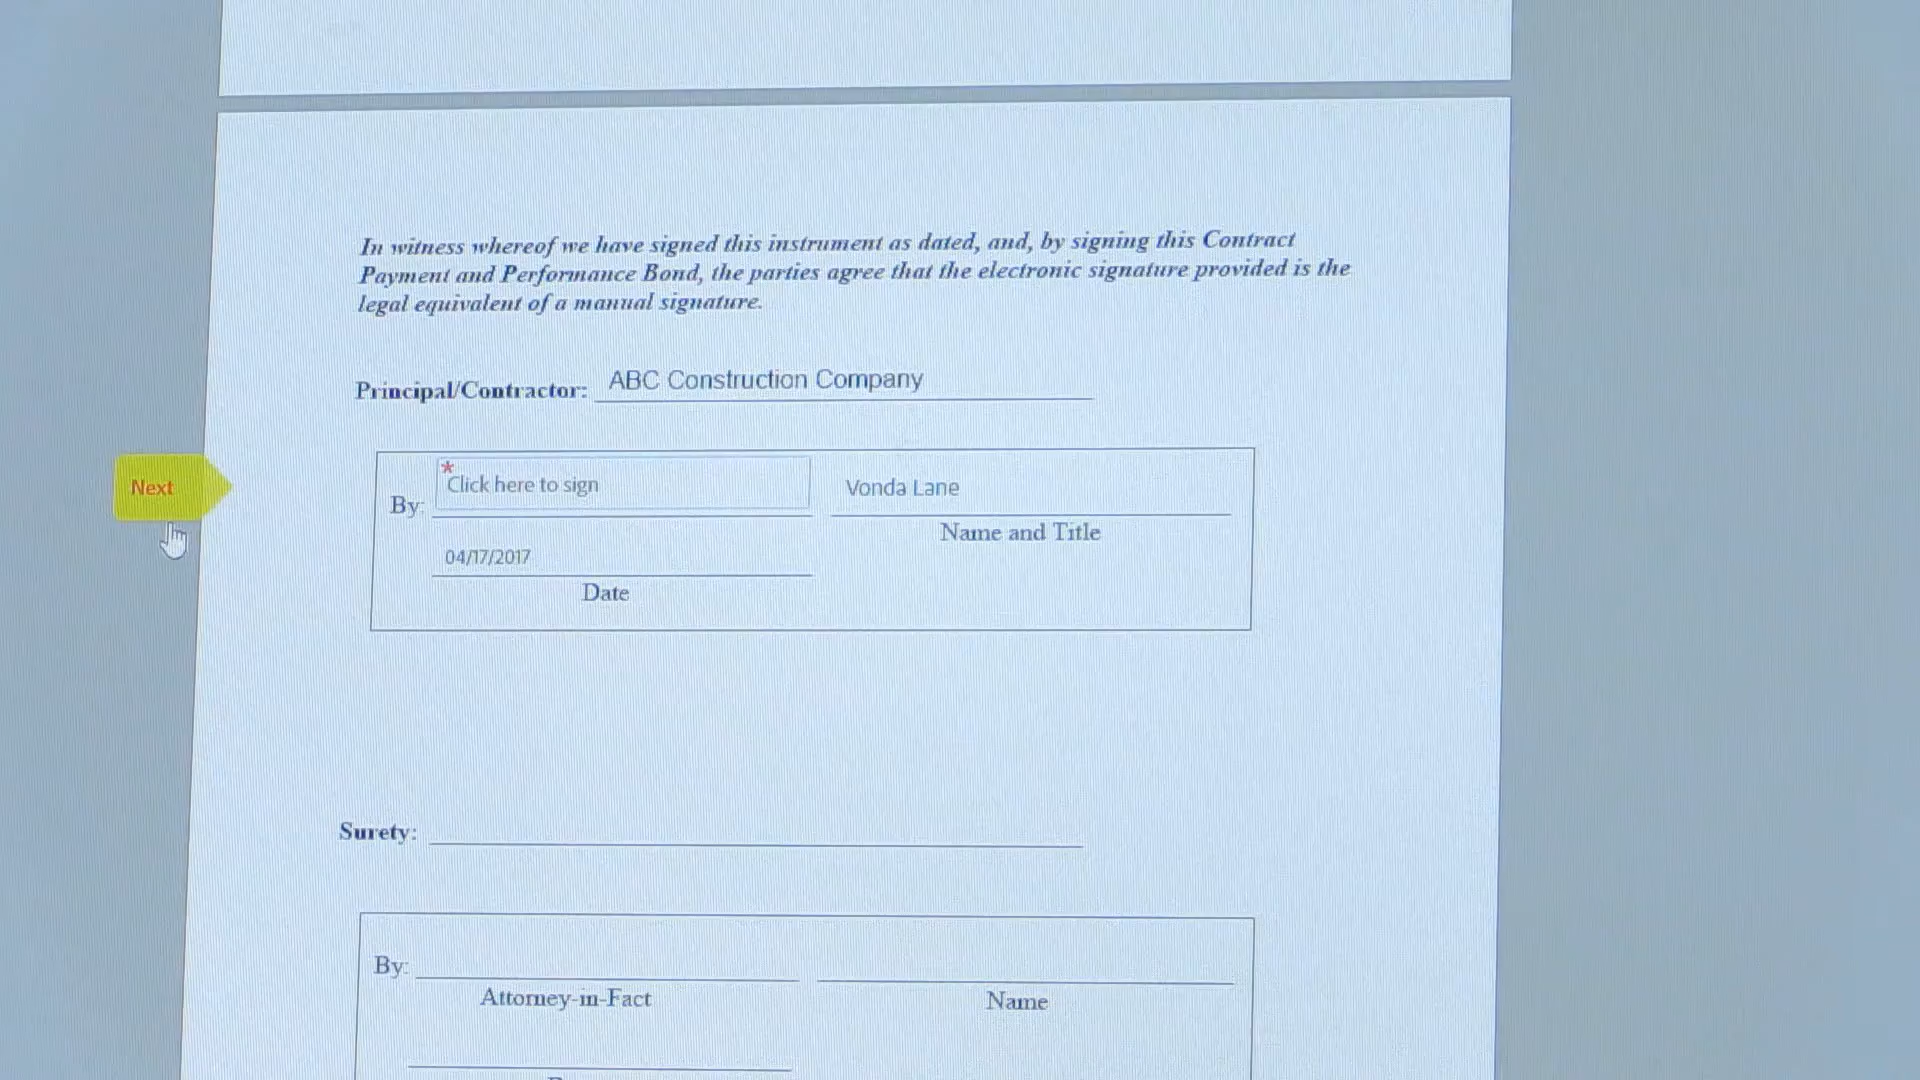 In witness whereof we have signed this instrument as dated, and, by signing this Contract
Payment and Performance Bond, the parties agree that the electronic signature provided is the
legal equivalent of a manual signature.
Principal/Contractor: ABC Construction Company
Next
* Click here to sign
By:
Vonda Lane
Name and Title
04/17/2017
Date
Surety:
By:
Attorney-in-Fact
Name